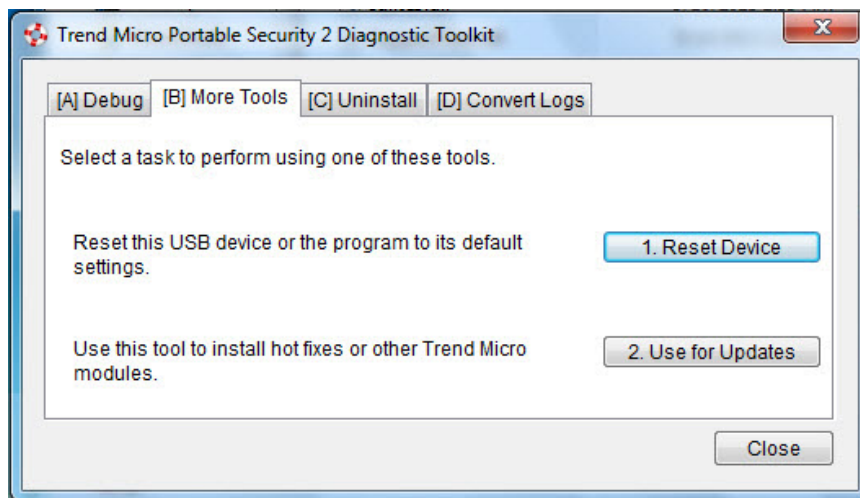 Trend Micro Portable Security 2 Diagnostic Toolkit
[A] Debug [B] More Tools [C] Uninstall [D] Convert Logs
Select a task to perform using one of these tools.
Reset this USB device or the program to its default
settings.
1. Reset Device
Use this tool to install hot fixes or other Trend Micro
modules.
2. Use for Updates
Close